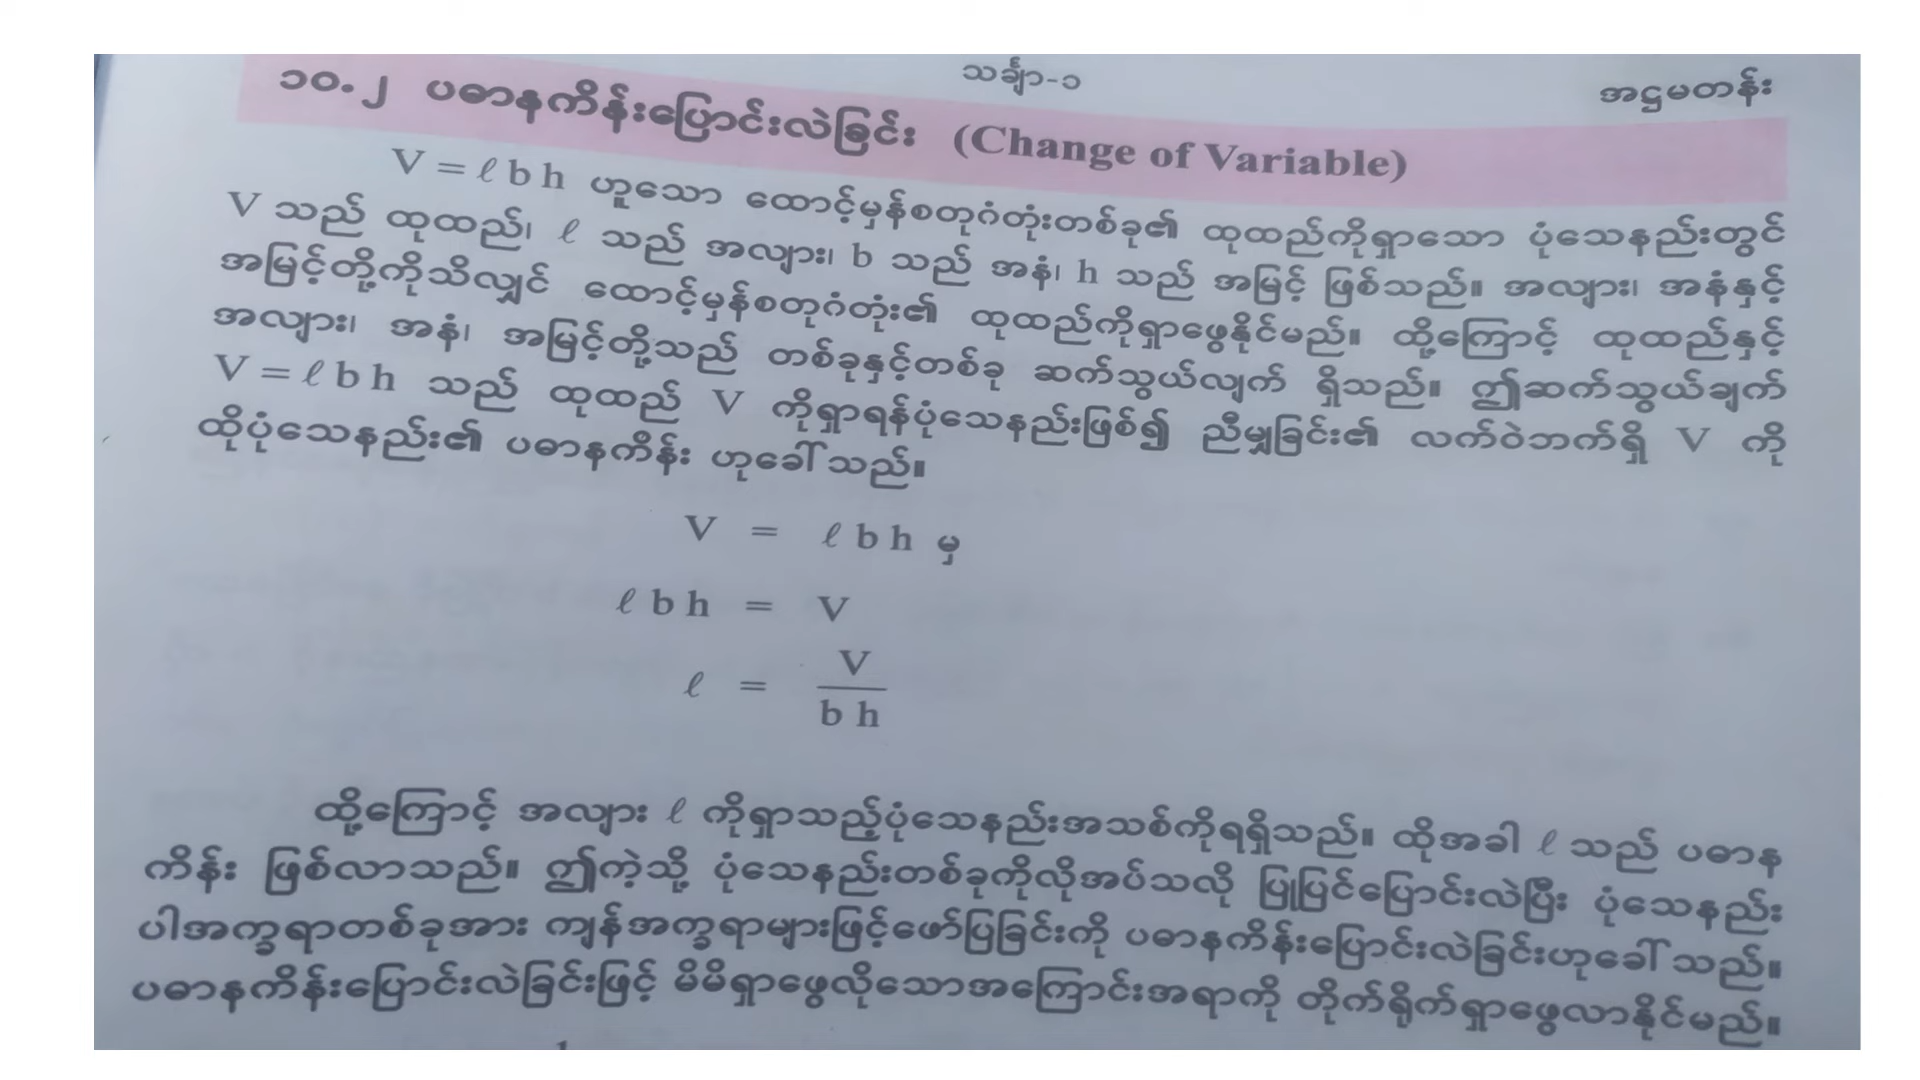 သင်္ချာ-၁
အဋ္ဌမတန်း
၁၀.၂ ပဓာနကိန်းပြောင်းလဲခြင်း (Change of Variable)
V = ℓ b h ဟူသော ထောင့်မှန်စတုဂံတုံးတစ်ခု၏ ထုထည်ကိုရှာသော ပုံသေနည်းတွင်
V သည် ထုထည်၊ ℓ သည် အလျား၊ b သည် အနံ၊ h သည် အမြင့် ဖြစ်သည်။ အလျား၊ အနံနှင့်
အမြင့်တို့ကိုသိလျှင် ထောင့်မှန်စတုဂံတုံး၏ ထုထည်ကိုရှာဖွေနိုင်မည်။ ထို့ကြောင့် ထုထည်နှင့်
အလျား၊ အနံ၊ အမြင့်တို့သည် တစ်ခုနှင့်တစ်ခု ဆက်သွယ်လျက် ရှိသည်။ ဤဆက်သွယ်ချက်
V = ℓ b h သည် ထုထည် V ကိုရှာရန်ပုံသေနည်းဖြစ်၍ ညီမျှခြင်း၏ လက်ဝဲဘက်ရှိ V ကို
ထိုပုံသေနည်း၏ ပဓာနကိန်း ဟုခေါ်သည်။
V = ℓ b h မှ
ℓ b h = V
ℓ = V / b h
ထို့ကြောင့် အလျား ℓ ကိုရှာသည့်ပုံသေနည်းအသစ်ကိုရရှိသည်။ ထိုအခါ ℓ သည် ပဓာန
ကိန်း ဖြစ်လာသည်။ ဤကဲ့သို့ ပုံသေနည်းတစ်ခုကိုလိုအပ်သလို ပြုပြင်ပြောင်းလဲပြီး ပုံသေနည်း
ပါအက္ခရာတစ်ခုအား ကျန်အက္ခရာများဖြင့်ဖော်ပြခြင်းကို ပဓာနကိန်းပြောင်းလဲခြင်းဟုခေါ်သည်။
ပဓာနကိန်းပြောင်းလဲခြင်းဖြင့် မိမိရှာဖွေလိုသောအကြောင်းအရာကို တိုက်ရိုက်ရှာဖွေလာနိုင်မည်။